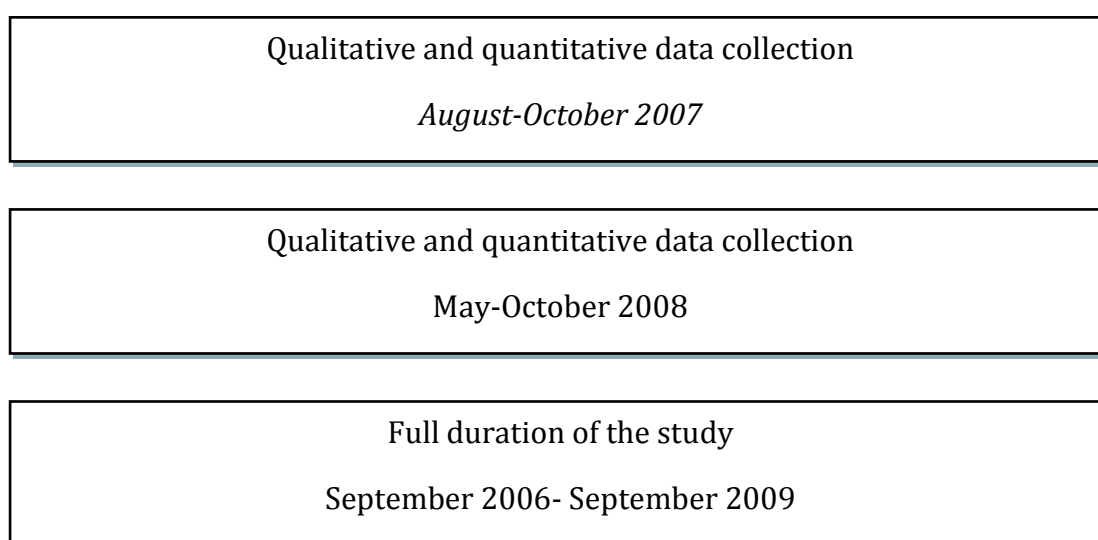 Qualitative and quantitative data collection
August-October 2007
Qualitative and quantitative data collection
May-October 2008
Full duration of the study
September 2006- September 2009